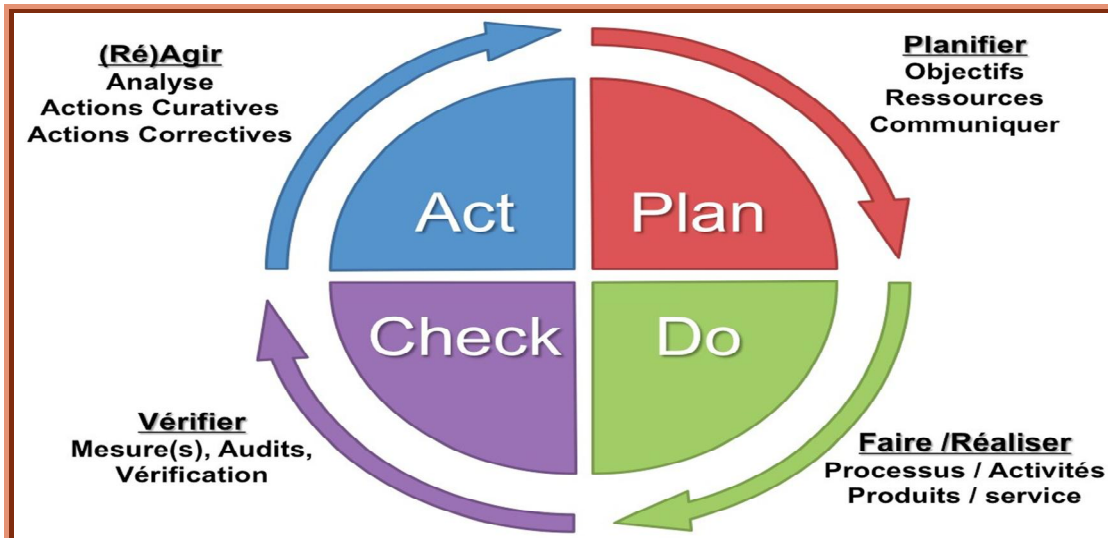 (Ré)Agir
Analyse
Actions Curatives
Actions Correctives
Planifier
Objectifs
Ressources
Communiquer
Act
Plan
Check
Do
Vérifier
Mesure(s), Audits,
Vérification
Faire /Réaliser
Processus / Activités
Produits / service